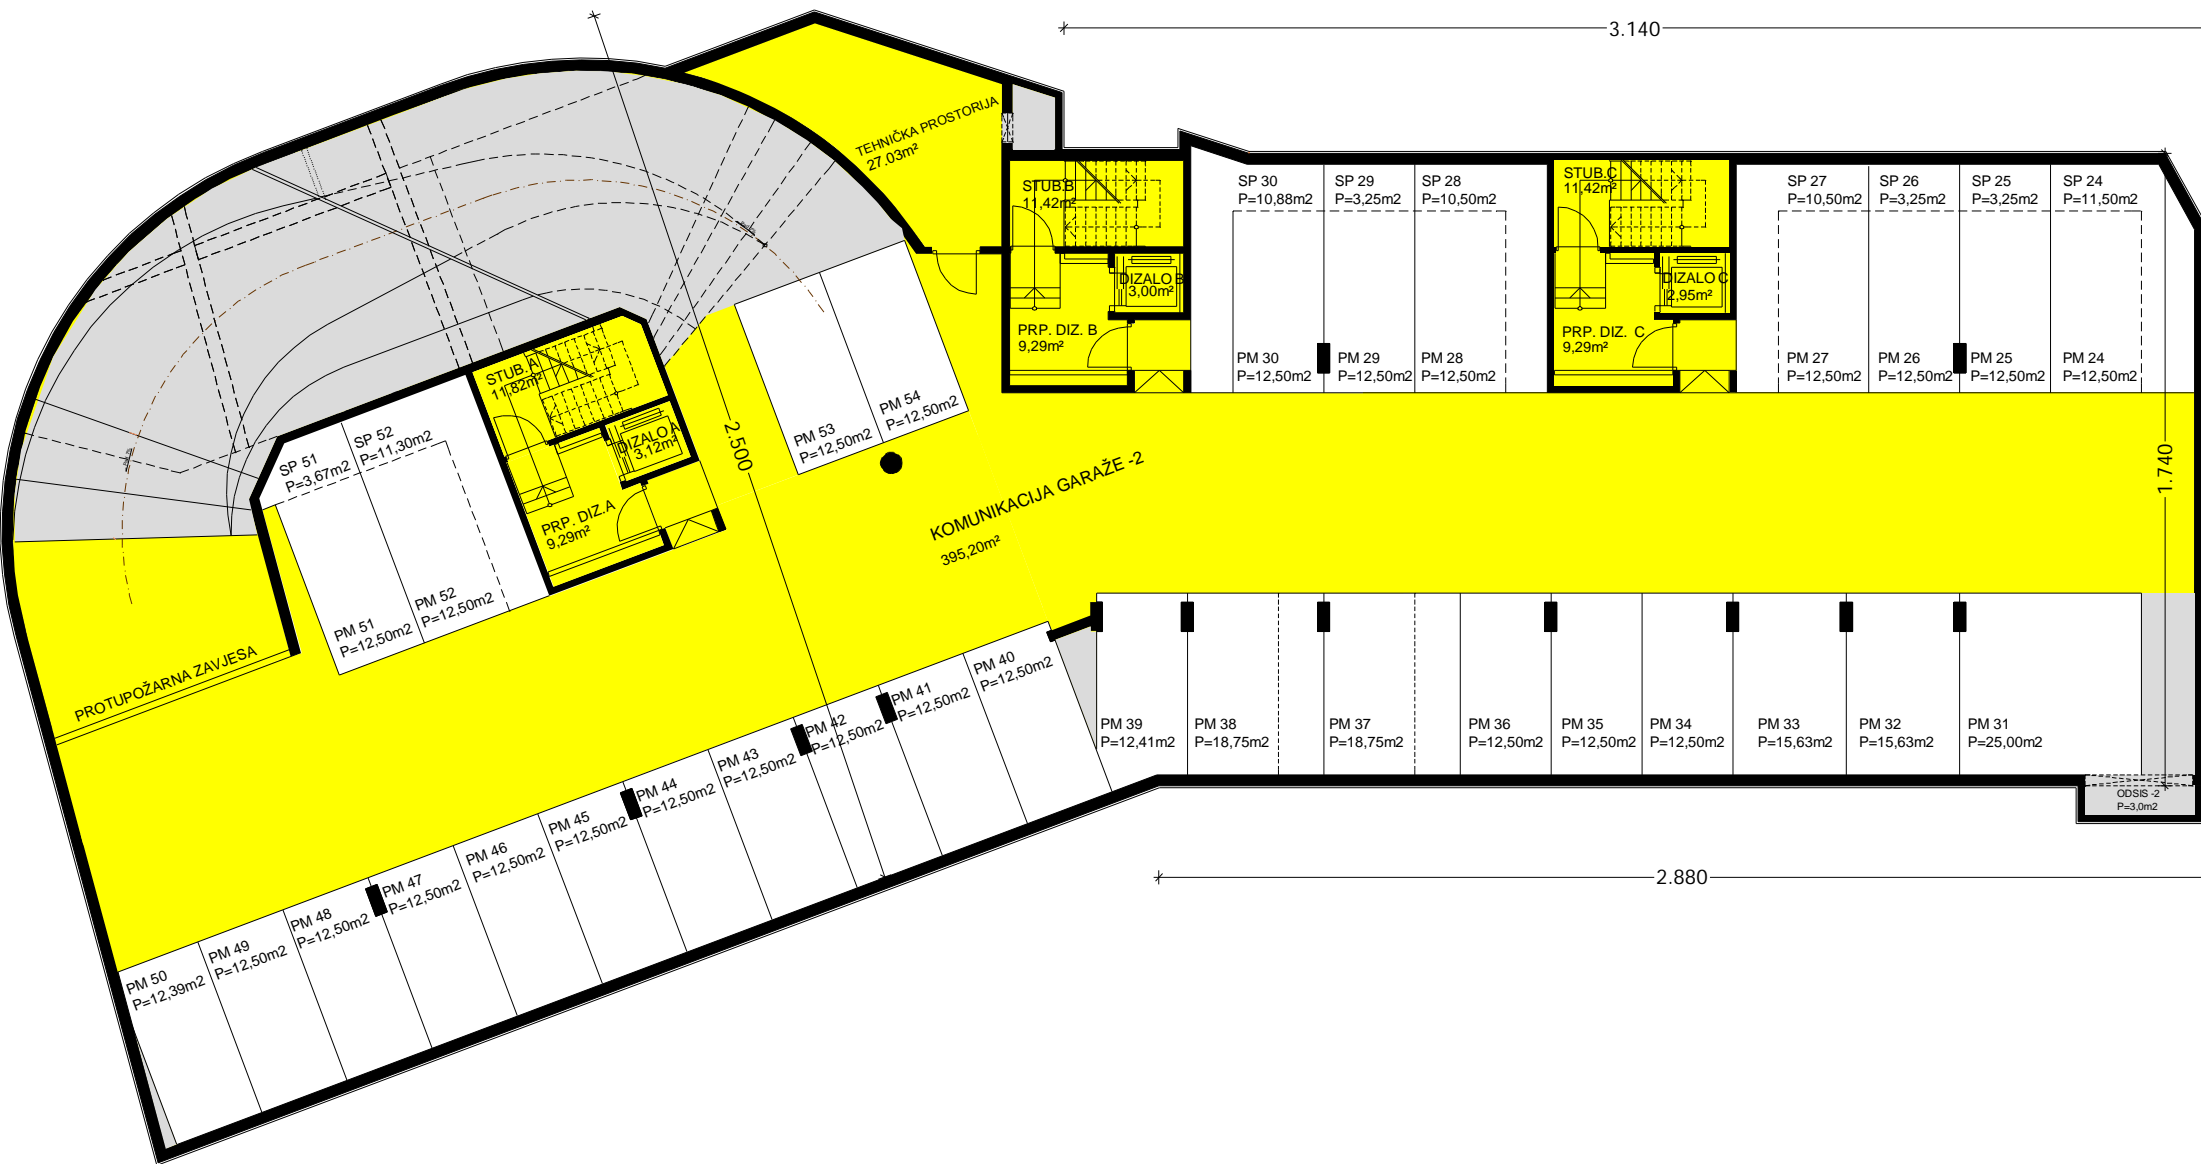 3.140
TEHNIČKA PROSTORIJA
27.03m²
STUB.B
11,42m²
DIZALO B
3,00m²
PRP. DIZ. B
9,29m²
SP 30
P=10,88m2
SP 29
P=3,25m2
SP 28
P=10,50m2
PM 30
P=12,50m2
PM 29
P=12,50m2
PM 28
P=12,50m2
STUB.C
11,42m²
DIZALO C
2,95m²
PRP. DIZ. C
9,29m²
SP 27
P=10,50m2
SP 26
P=3,25m2
SP 25
P=3,25m2
SP 24
P=11,50m2
PM 27
P=12,50m2
PM 26
P=12,50m2
PM 25
P=12,50m2
PM 24
P=12,50m2
STUB. A
11,82m²
DIZALO A
3,12m²
PRP. DIZ.A
9,29m²
SP 51
P=3,67m2
SP 52
P=11,30m2
PM 51
P=12,50m2
PM 52
P=12,50m2
PM 53
P=12,50m2
PM 54
P=12,50m2
2.500
KOMUNIKACIJA GARAŽE -2
395,20m²
1.740
PROTUPOŽARNA ZAVJESA
PM 50
P=12,39m2
PM 49
P=12,50m2
PM 48
P=12,50m2
PM 47
P=12,50m2
PM 46
P=12,50m2
PM 45
P=12,50m2
PM 44
P=12,50m2
PM 43
P=12,50m2
PM 42
P=12,50m2
PM 41
P=12,50m2
PM 40
P=12,50m2
PM 39
P=12,41m2
PM 38
P=18,75m2
PM 37
P=18,75m2
PM 36
P=12,50m2
PM 35
P=12,50m2
PM 34
P=12,50m2
PM 33
P=15,63m2
PM 32
P=15,63m2
PM 31
P=25,00m2
ODSIS -2
P=3,0m2
2.880